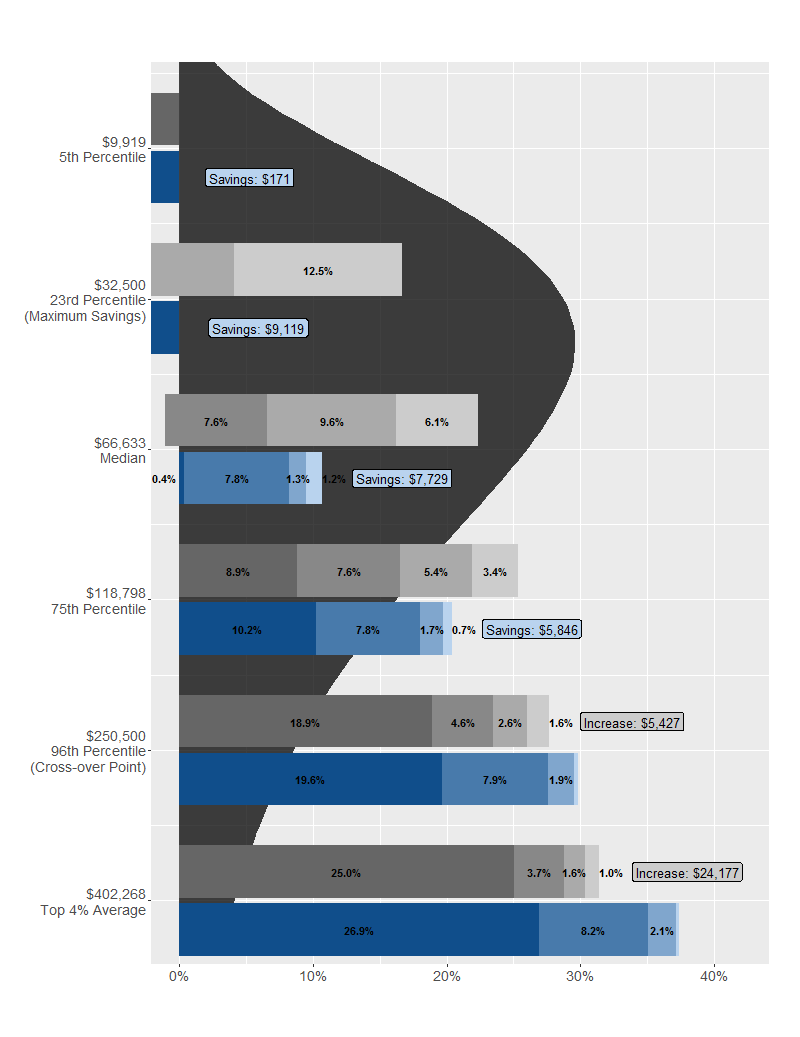 $9,919
5th Percentile
Savings: $171
$32,500
23rd Percentile
(Maximum Savings)
12.5%
Savings: $9,119
$66,633
Median
7.6% 9.6% 6.1%
0.4% 7.8% 1.3% 1.2% Savings: $7,729
$118,798
75th Percentile
8.9% 7.6% 5.4% 3.4%
10.2% 7.8% 1.7% 0.7% Savings: $5,846
$250,500
96th Percentile
(Cross-over Point)
18.9% 4.6% 2.6% 1.6% Increase: $5,427
19.6% 7.9% 1.9%
$402,268
Top 4% Average
25.0% 3.7% 1.6% 1.0% Increase: $24,177
26.9% 8.2% 2.1%
0% 10% 20% 30% 40%